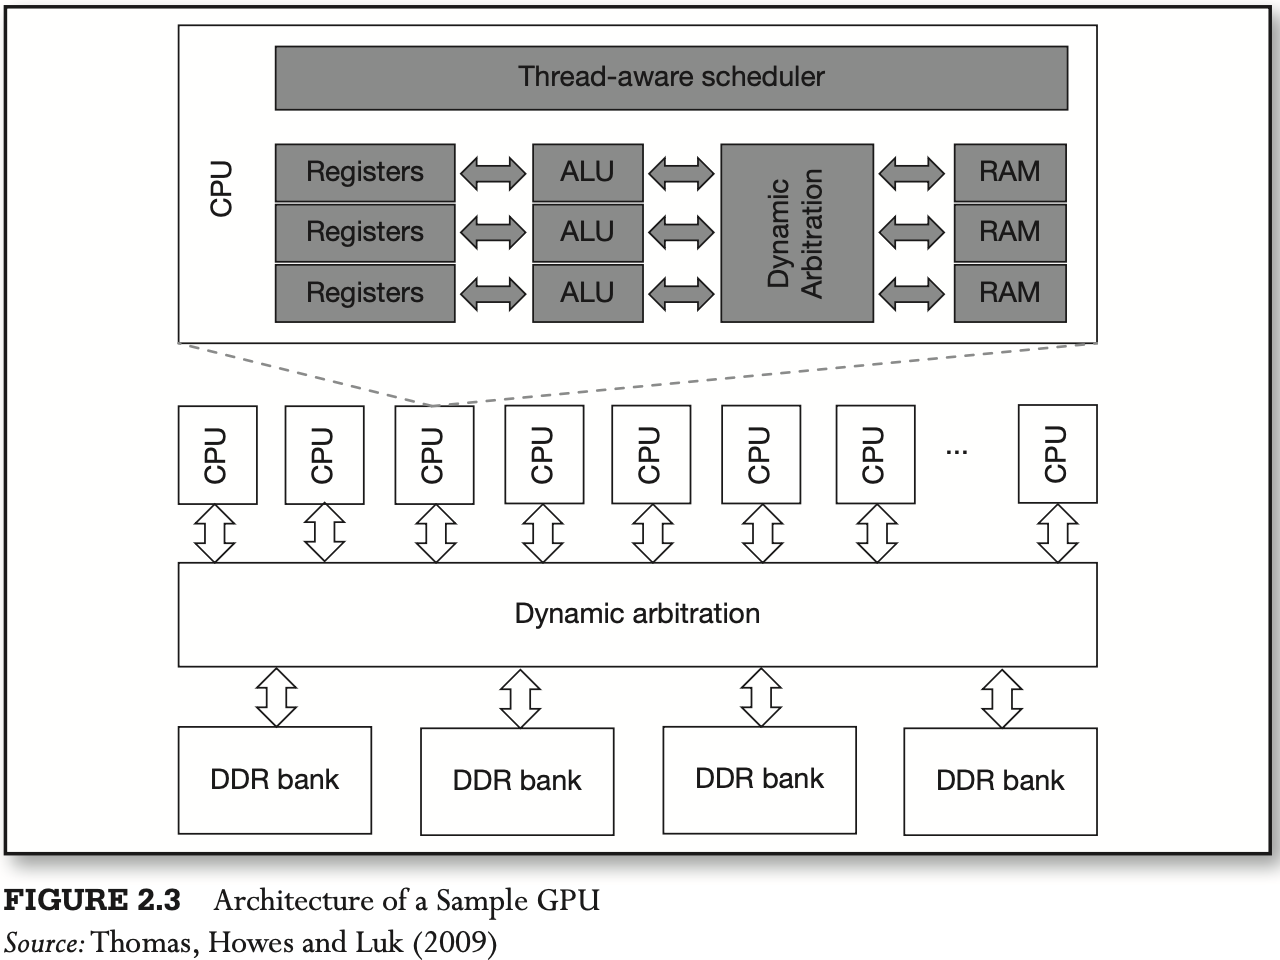 Thread-aware scheduler
CPU
Registers ALU Dynamic Arbitration RAM
Registers ALU RAM
Registers ALU RAM
CPU CPU CPU CPU CPU CPU CPU ... CPU
Dynamic arbitration
DDR bank DDR bank DDR bank DDR bank
FIGURE 2.3 Architecture of a Sample GPU
Source: Thomas, Howes and Luk (2009)